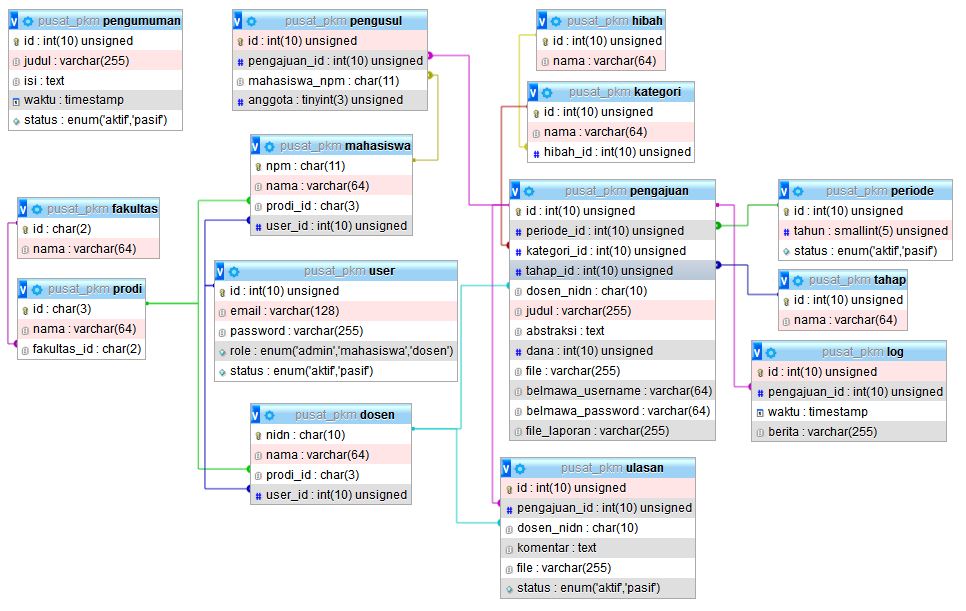 pusat_pkm pengumuman
id : int(10) unsigned
judul : varchar(255)
isi : text
waktu : timestamp
status : enum('aktif','pasif')
pusat_pkm pengusul
id : int(10) unsigned
pengajuan_id : int(10) unsigned
mahasiswa_npm : char(11)
anggota : tinyint(3) unsigned
pusat_pkm hibah
id : int(10) unsigned
nama : varchar(64)
pusat_pkm kategori
id : int(10) unsigned
nama : varchar(64)
hibah_id : int(10) unsigned
pusat_pkm mahasiswa
npm : char(11)
nama : varchar(64)
prodi_id : char(3)
user_id : int(10) unsigned
pusat_pkm fakultas
id : char(2)
nama : varchar(64)
pusat_pkm prodi
id : char(3)
nama : varchar(64)
fakultas_id : char(2)
pusat_pkm user
id : int(10) unsigned
email : varchar(128)
password : varchar(255)
role : enum('admin','mahasiswa','dosen')
status : enum('aktif','pasif')
pusat_pkm dosen
nidn : char(10)
nama : varchar(64)
prodi_id : char(3)
user_id : int(10) unsigned
pusat_pkm pengajuan
id : int(10) unsigned
periode_id : int(10) unsigned
kategori_id : int(10) unsigned
tahap_id : int(10) unsigned
dosen_nidn : char(10)
judul : varchar(255)
abstraksi : text
dana : int(10) unsigned
file : varchar(255)
belmawa_username : varchar(64)
belmawa_password : varchar(64)
file_laporan : varchar(255)
pusat_pkm periode
id : int(10) unsigned
tahun : smallint(5) unsigned
status : enum('aktif','pasif')
pusat_pkm tahap
id : int(10) unsigned
nama : varchar(64)
pusat_pkm log
id : int(10) unsigned
pengajuan_id : int(10) unsigned
waktu : timestamp
berita : varchar(255)
pusat_pkm ulasan
id : int(10) unsigned
pengajuan_id : int(10) unsigned
dosen_nidn : char(10)
komentar : text
file : varchar(255)
status : enum('aktif','pasif')